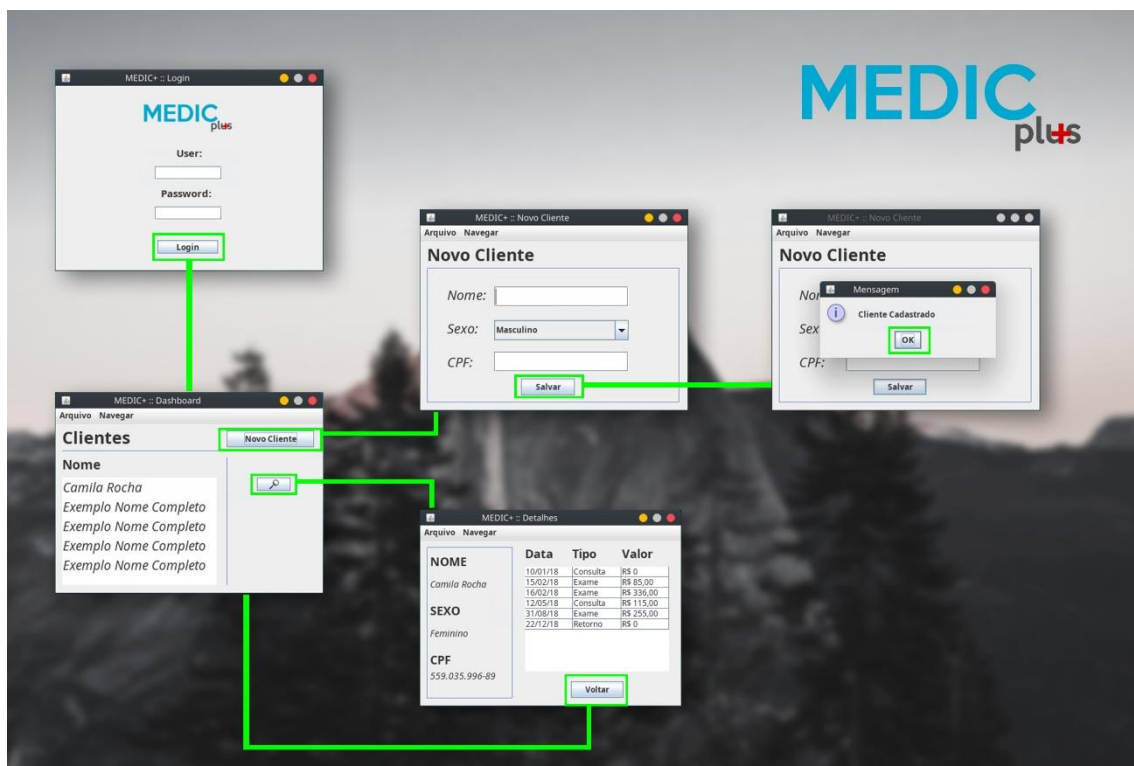 MEDIC+ :: Login
MEDIC
plus
User:
Password:
Login
MEDIC
plus
MEDIC+ :: Novo Cliente
Arquivo Navegar
Novo Cliente
Nome:
Sexo: Masculino
CPF:
Salvar
MEDIC+ :: Novo Cliente
Arquivo Navegar
Novo Cliente
Mensagem
Cliente Cadastrado
OK
CPF:
Salvar
MEDIC+ :: Dashboard
Arquivo Navegar
Clientes
Novo Cliente
Nome
Camila Rocha
Exemplo Nome Completo
Exemplo Nome Completo
Exemplo Nome Completo
Exemplo Nome Completo
MEDIC+ :: Detalhes
Arquivo Navegar
NOME
Camila Rocha
SEXO
Feminino
CPF
559.035.996-89
Data Tipo Valor
10/01/18 Consulta R$ 0
15/02/18 Exame R$ 85,00
16/02/18 Exame R$ 336,00
12/05/18 Consulta R$ 115,00
31/08/18 Exame R$ 255,00
22/12/18 Retorno R$ 0
Voltar